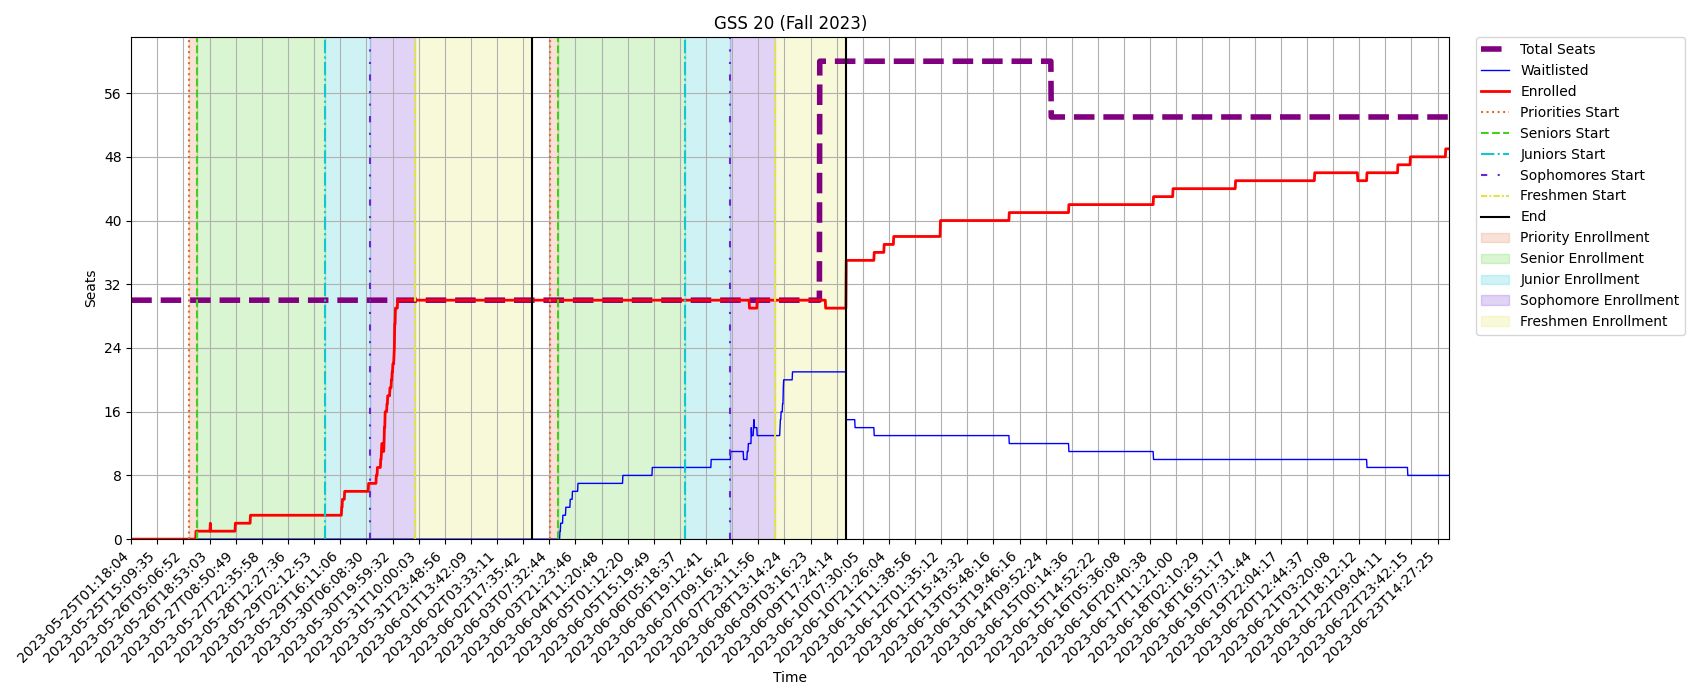 GSS 20 (Fall 2023)
Seats
56
48
40
32
24
16
8
0
Total Seats
Waitlisted
Enrolled
Priorities Start
Seniors Start
Juniors Start
Sophomores Start
Freshmen Start
End
Priority Enrollment
Senior Enrollment
Junior Enrollment
Sophomore Enrollment
Freshmen Enrollment
2023-05-25T01:18:04
2023-05-25T15:09:35
2023-05-26T05:06:52
2023-05-26T18:53:03
2023-05-27T08:50:49
2023-05-27T22:35:58
2023-05-28T12:27:36
2023-05-29T02:12:53
2023-05-29T16:11:06
2023-05-30T06:08:30
2023-05-30T19:59:32
2023-05-31T10:00:03
2023-05-31T23:48:56
2023-06-01T13:42:09
2023-06-02T03:33:11
2023-06-02T17:35:42
2023-06-03T07:32:44
2023-06-03T21:23:46
2023-06-04T11:20:48
2023-06-05T01:12:20
2023-06-05T15:19:49
2023-06-06T05:18:37
2023-06-06T19:12:41
2023-06-07T09:16:42
2023-06-07T23:11:56
2023-06-08T13:14:24
2023-06-09T03:16:23
2023-06-09T17:24:14
2023-06-10T07:30:05
2023-06-10T21:26:04
2023-06-11T11:38:56
2023-06-12T01:35:12
2023-06-12T15:43:32
2023-06-13T05:48:16
2023-06-13T19:46:16
2023-06-14T09:52:24
2023-06-15T00:14:36
2023-06-15T14:52:22
2023-06-16T05:36:08
2023-06-16T20:40:38
2023-06-17T11:21:00
2023-06-18T02:10:29
2023-06-18T16:51:17
2023-06-19T07:31:44
2023-06-19T22:04:17
2023-06-20T12:44:37
2023-06-21T03:20:08
2023-06-21T18:12:12
2023-06-22T09:04:11
2023-06-22T23:42:15
2023-06-23T14:27:25
Time